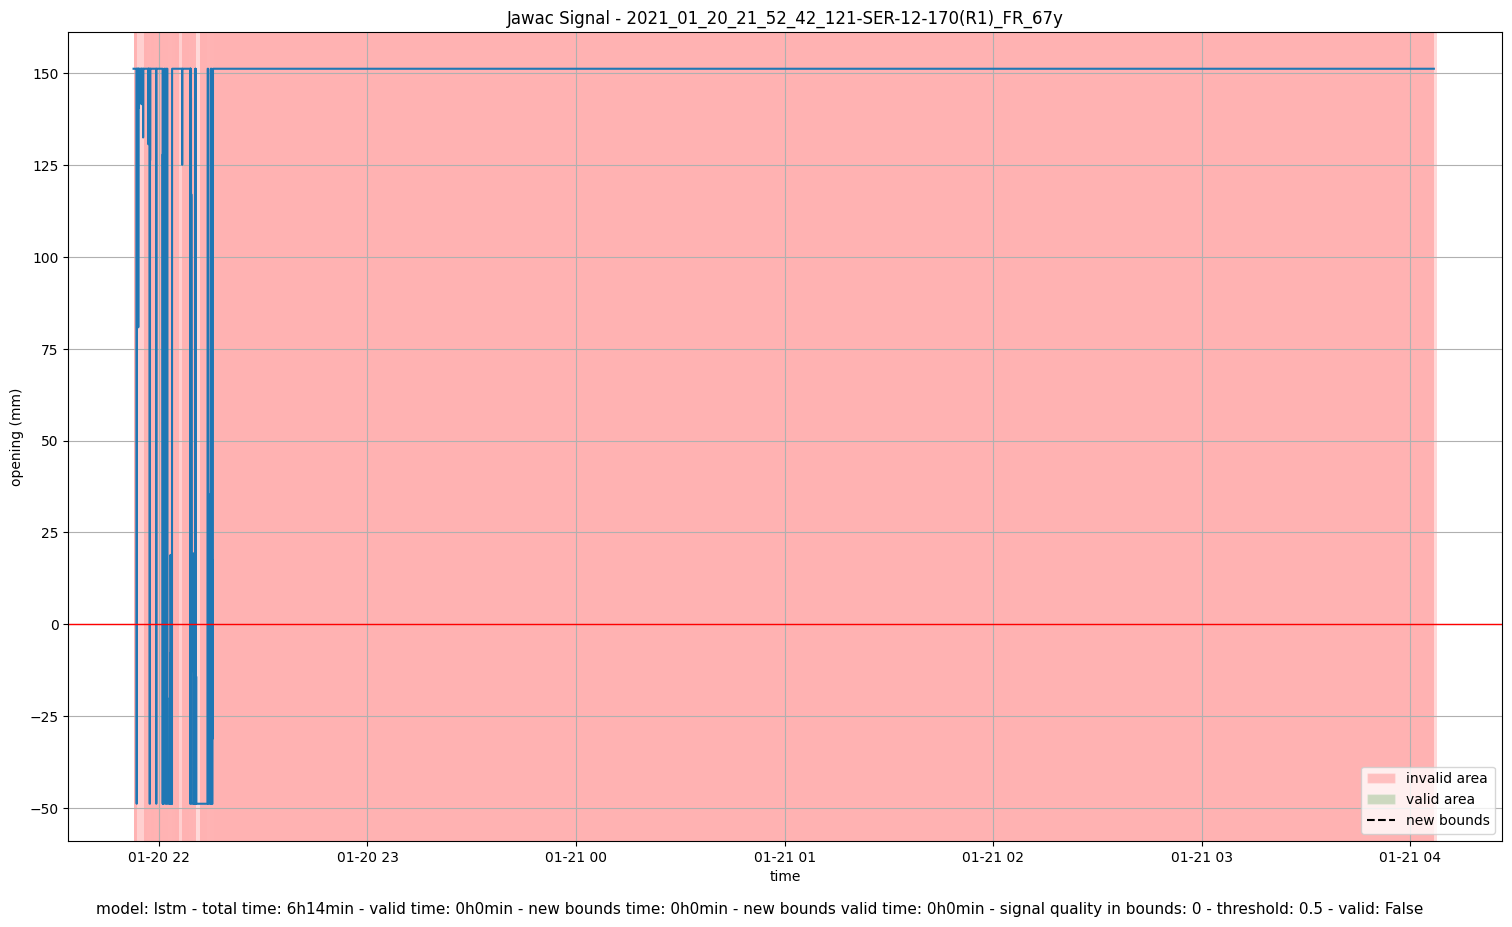 Jawac Signal - 2021_01_20_21_52_42_121-SER-12-170(R1)_FR_67y
opening (mm)
150
125
100
75
50
25
0
−25
−50
01-20 22
01-20 23
01-21 00
01-21 01
01-21 02
01-21 03
01-21 04
time
invalid area
valid area
new bounds
model: lstm - total time: 6h14min - valid time: 0h0min - new bounds time: 0h0min - new bounds valid time: 0h0min - signal quality in bounds: 0 - threshold: 0.5 - valid: False